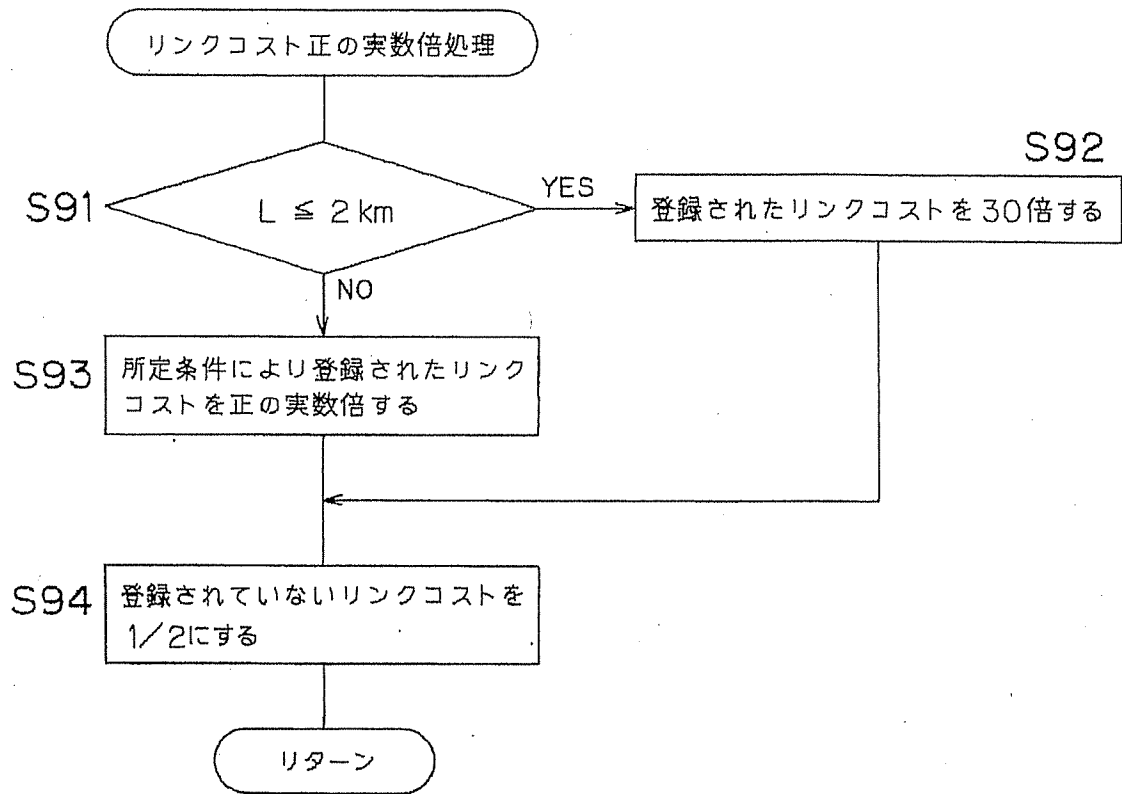 リンクコスト正の実数倍処理
S91
L ≦ 2km
YES
S92
登録されたリンクコストを30倍する
NO
S93
所定条件により登録されたリンク
コストを正の実数倍する
S94
登録されていないリンクコストを
1/2にする
リターン